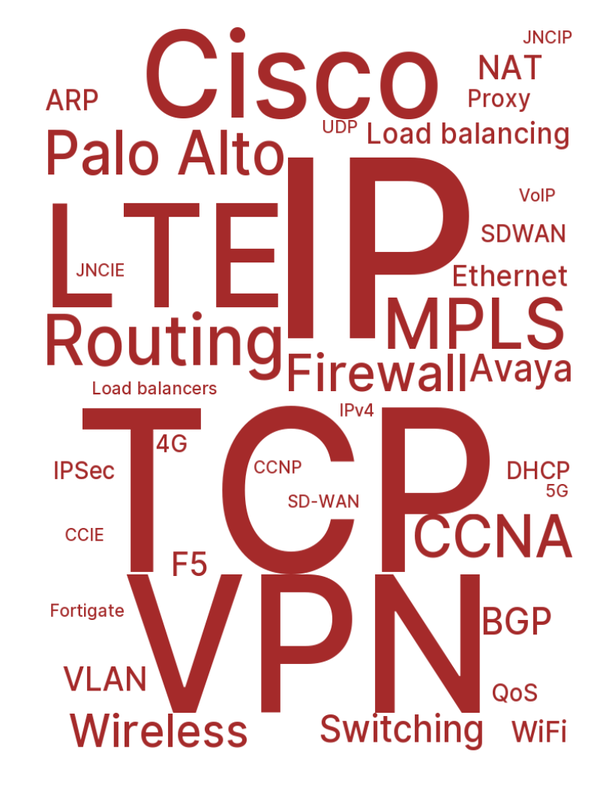 Cisco
JNCIP
NAT
ARP
Proxy
UDP
Load balancing
Palo Alto
IP
VoIP
LTE
SDWAN
JNCIE
Ethernet
MPLS
Routing
Firewall
Avaya
Load balancers
IPv4
TCP
4G
IPSec
CCNP
DHCP
5G
SD-WAN
CCIE
CCNA
F5
VPN
Fortigate
BGP
VLAN
QoS
Wireless
Switching
WiFi